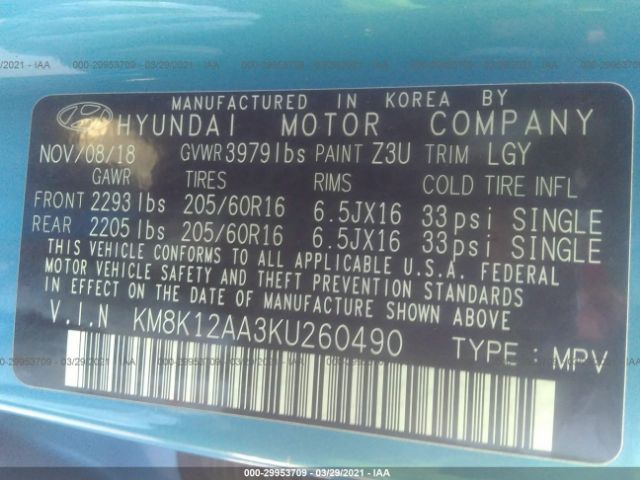 000-29953709 - 03/29/2021 - IAA
MANUFACTURED IN KOREA BY
HYUNDAI MOTOR COMPANY
NOV/08/18 GVWR 3979 lbs PAINT Z3U TRIM LGY
GAWR TIRES RIMS COLD TIRE INFL
FRONT 2293 lbs 205/60R16 6.5JX16 33 psi SINGLE
REAR 2205 lbs 205/60R16 6.5JX16 33 psi SINGLE
THIS VEHICLE CONFORMS TO ALL APPLICABLE U.S.A. FEDERAL
MOTOR VEHICLE SAFETY AND THEFT PREVENTION STANDARDS
IN EFFECT ON THE DATE OF MANUFACTURE SHOWN ABOVE
V.I.N KM8K12AA3KU260490 TYPE : MPV
000-29953709 - 03/29/2021 - IAA